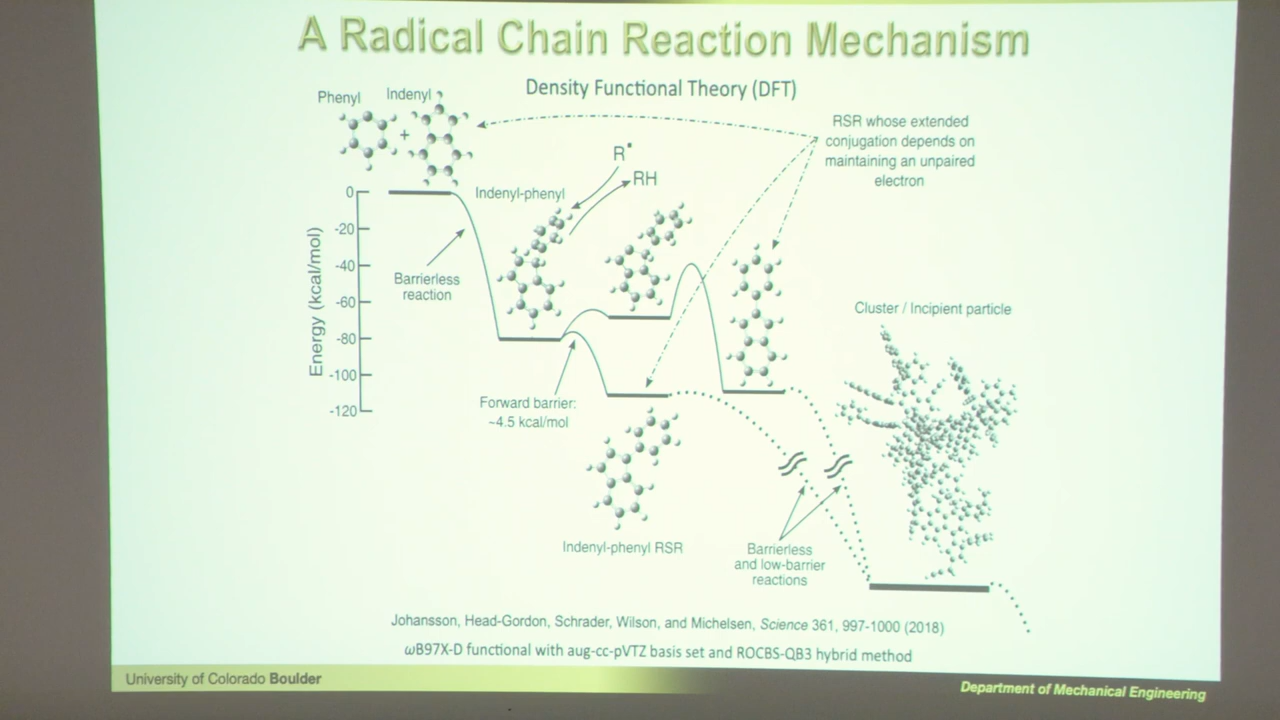 A Radical Chain Reaction Mechanism
Density Functional Theory (DFT)
Phenyl
Indenyl
+
RSR whose extended
conjugation depends on
maintaining an unpaired
electron
R•
RH
Indenyl-phenyl
0
-20
-40
-60
-80
-100
-120
Energy (kcal/mol)
Barrierless
reaction
Cluster / Incipient particle
Forward barrier:
~4.5 kcal/mol
Indenyl-phenyl RSR
Barrierless
and low-barrier
reactions
Johansson, Head-Gordon, Schrader, Wilson, and Michelsen, Science 361, 997-1000 (2018)
ωB97X-D functional with aug-cc-pVTZ basis set and ROCBS-QB3 hybrid method
University of Colorado Boulder
Department of Mechanical Engineering